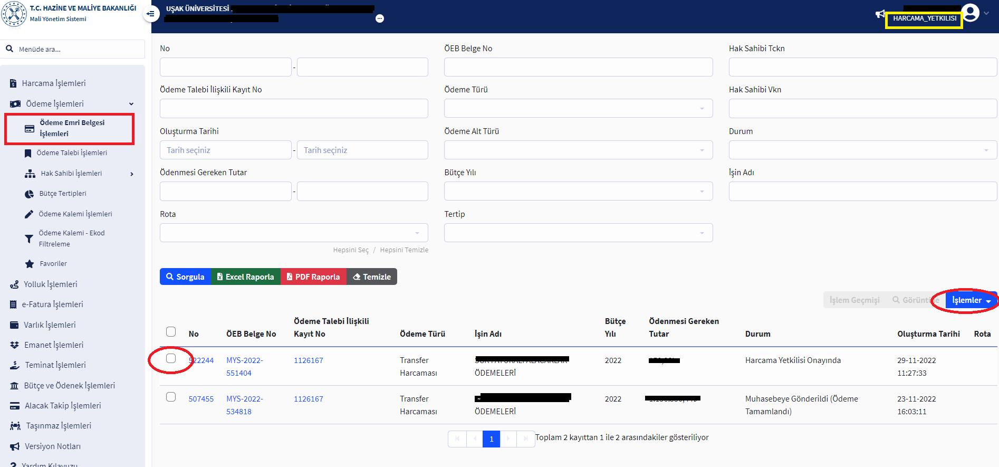 T.C. HAZİNE VE MALİYE BAKANLIĞI
Mali Yönetim Sistemi
UŞAK ÜNİVERSİTESİ
HARCAMA_YETKILISI
Menüde ara...
Harcama İşlemleri
Ödeme İşlemleri
Ödeme Emri Belgesi
İşlemleri
Ödeme Talebi İşlemleri
Hak Sahibi İşlemleri
Bütçe Tertipleri
Ödeme Kalemi İşlemleri
Ödeme Kalemi - Ekod
Filtreleme
Favoriler
Yolluk İşlemleri
e-Fatura İşlemleri
Varlık İşlemleri
Emanet İşlemleri
Teminat İşlemleri
Bütçe ve Ödenek İşlemleri
Alacak Takip İşlemleri
Taşınmaz İşlemleri
Versiyon Notları
Yardım Kılavuzu
No
ÖEB Belge No
Hak Sahibi Tckn
-
Ödeme Talebi İlişkili Kayıt No
Ödeme Türü
Hak Sahibi Vkn
Oluşturma Tarihi
Ödeme Alt Türü
Durum
Tarih seçiniz - Tarih seçiniz
Ödenmesi Gereken Tutar
Bütçe Yılı
İşin Adı
-
Rota
Tertip
Hepsini Seç / Hepsini Temizle
Sorgula Excel Raporla PDF Raporla Temizle
İşlem Geçmişi Görüntüle İşlemler
No
ÖEB Belge No
Ödeme Talebi İlişkili
Kayıt No
Ödeme Türü
İşin Adı
Bütçe
Yılı
Ödenmesi Gereken
Tutar
Durum
Oluşturma Tarihi
Rota
522244
MYS-2022-
551404
1126167
Transfer
Harcaması
ÖDEMELERİ
2022
Harcama Yetkilisi Onayında
29-11-2022
11:27:33
507455
MYS-2022-
534818
1126167
Transfer
Harcaması
ÖDEMELERİ
2022
Muhasebeye Gönderildi (Ödeme
Tamamlandı)
23-11-2022
16:03:11
1
Toplam 2 kayıttan 1 ile 2 arasındakiler gösteriliyor